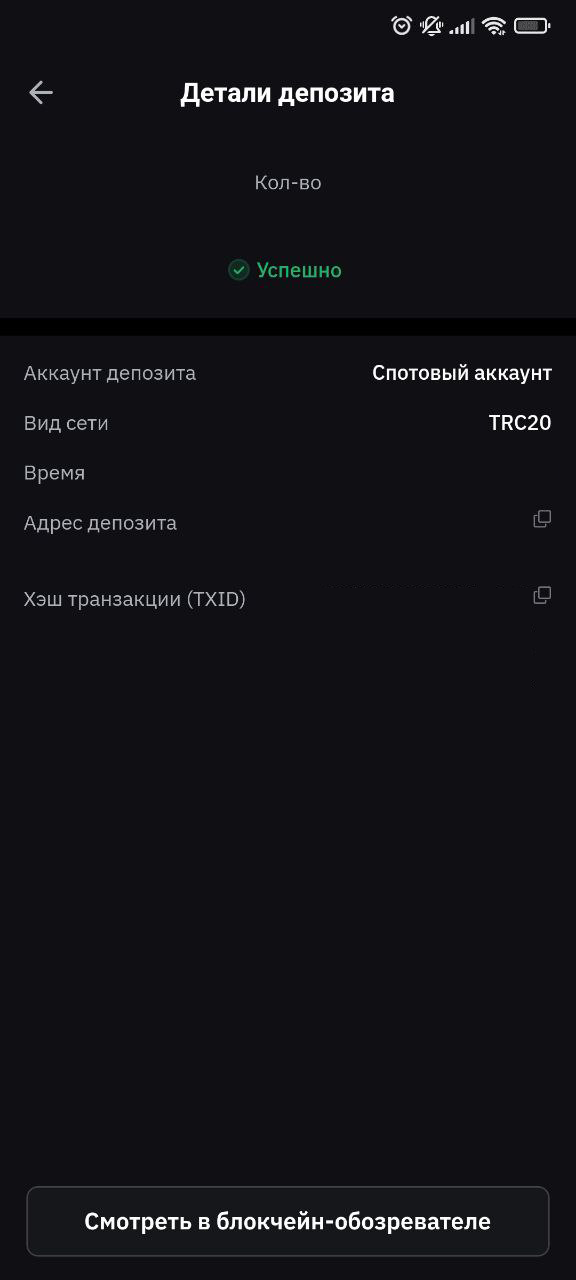 Детали депозита
Кол-во
Успешно
Аккаунт депозита Спотовый аккаунт
Вид сети TRC20
Время
Адрес депозита
Хэш транзакции (TXID)
Смотреть в блокчейн-обозревателе